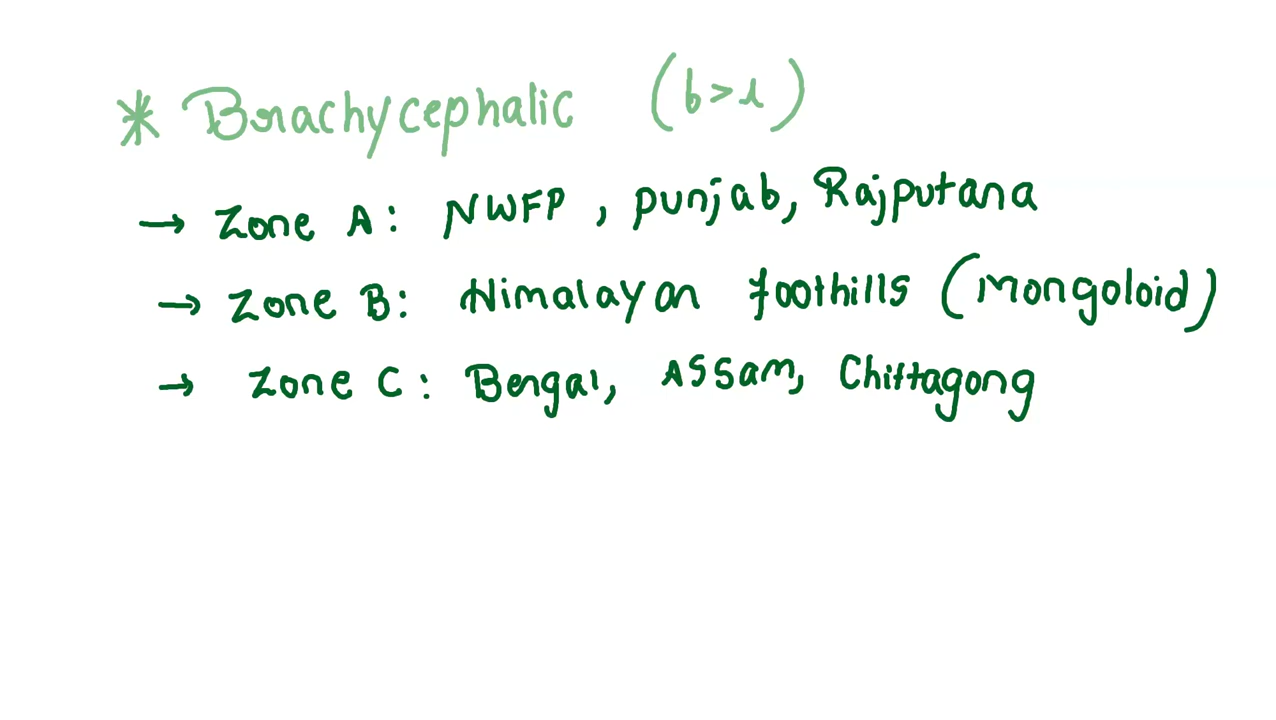 * Brachycephalic (b>l)
→ Zone A: NWFP, punjab, Rajputana
→ Zone B: Himalayan foothills (Mongoloid)
→ Zone C: Bengal, Assam, Chittagong